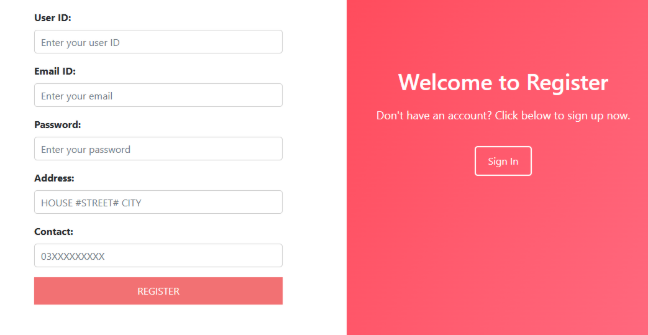 User ID:
Enter your user ID
Email ID:
Enter your email
Password:
Enter your password
Address:
HOUSE #STREET# CITY
Contact:
03XXXXXXXXX
REGISTER
Welcome to Register
Don't have an account? Click below to sign up now.
Sign In